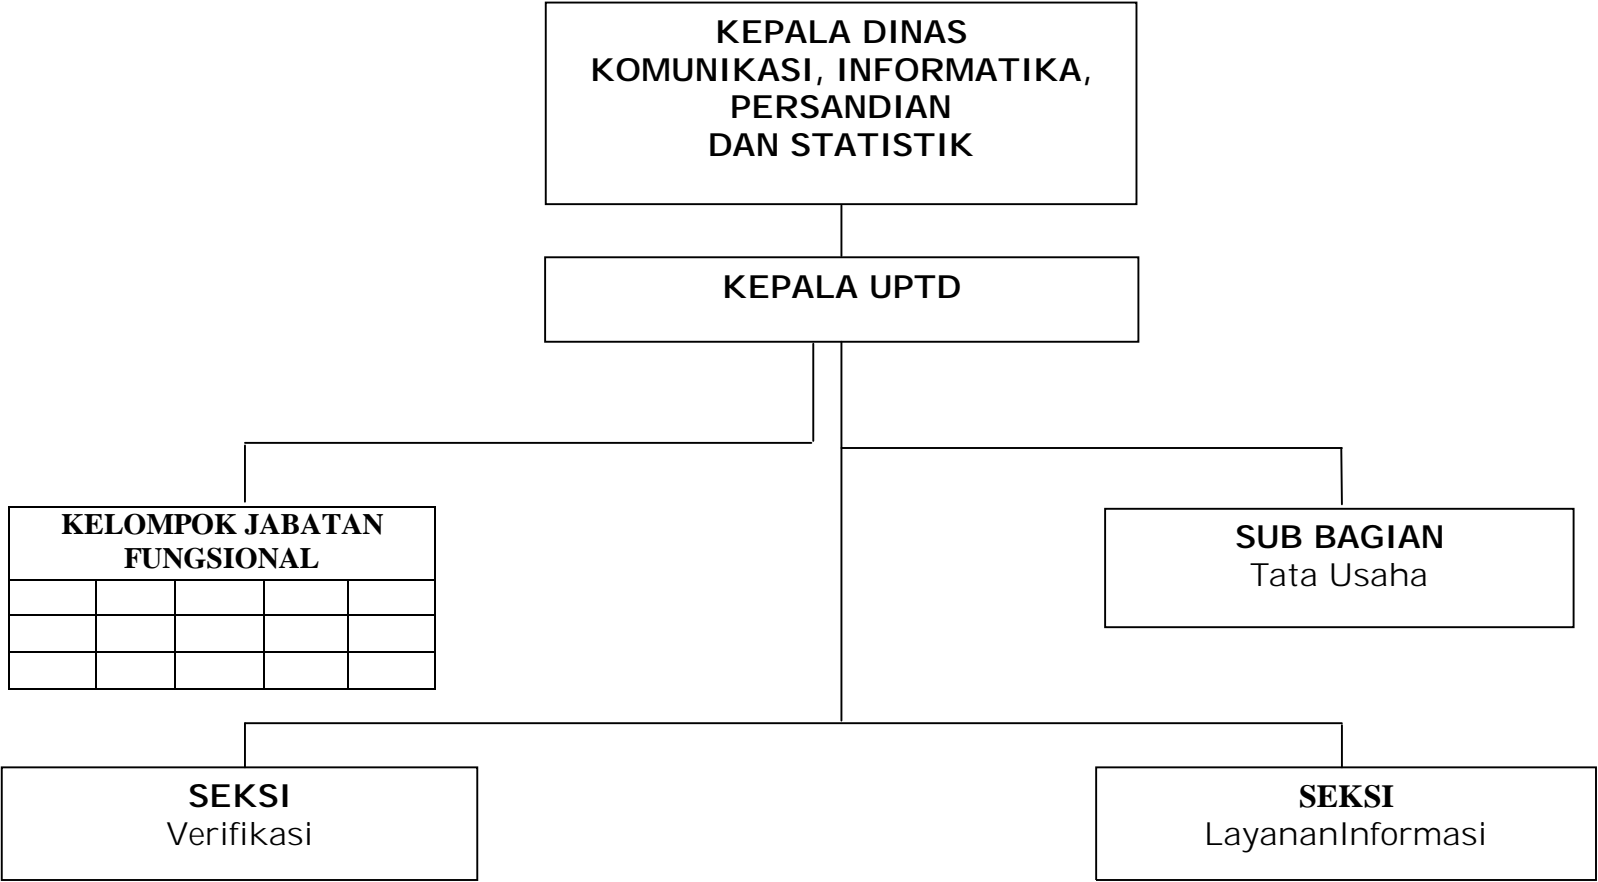 KEPALA DINAS
KOMUNIKASI, INFORMATIKA,
PERSANDIAN
DAN STATISTIK
KEPALA UPTD
KELOMPOK JABATAN
FUNGSIONAL
SUB BAGIAN
Tata Usaha
SEKSI
Verifikasi
SEKSI
LayananInformasi